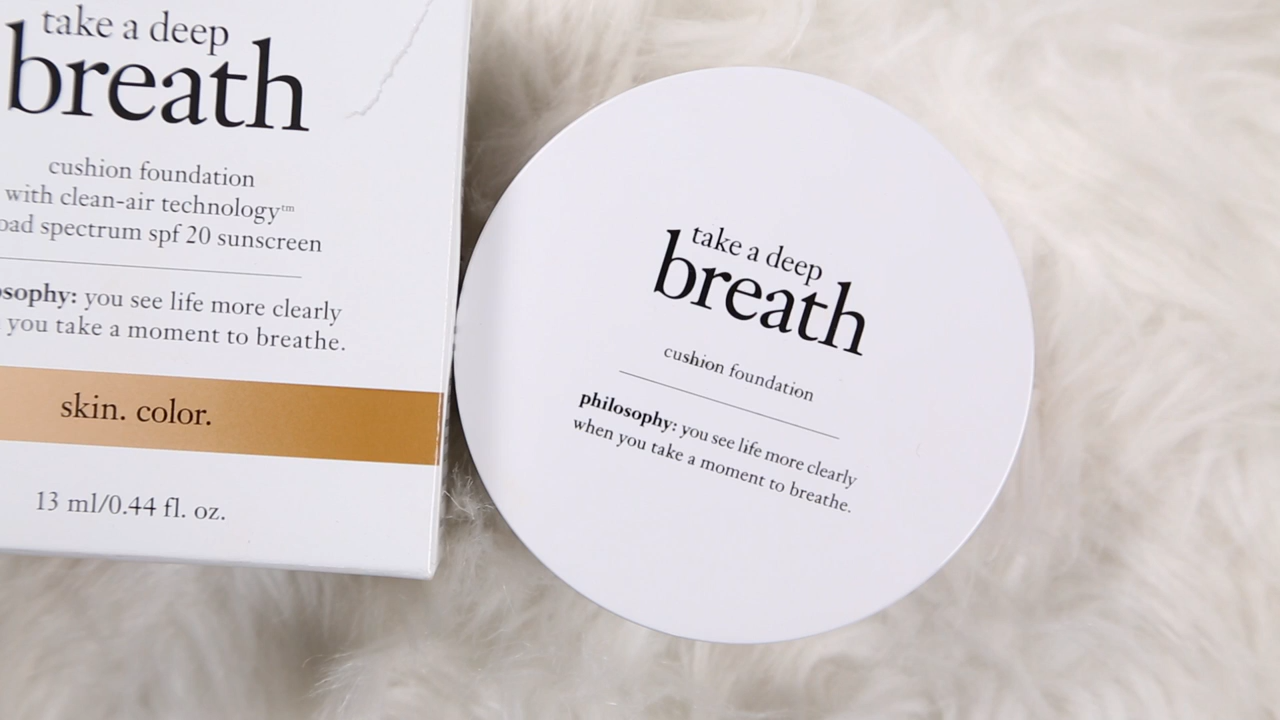 take a deep
breath
cushion foundation
with clean-air technology™
spectrum spf 20 sunscreen
you see life more clearly
you take a moment to breathe.
skin. color.
13 ml/0.44 fl. oz.
take a deep
breath
cushion foundation
philosophy: you see life more clearly
when you take a moment to breathe.